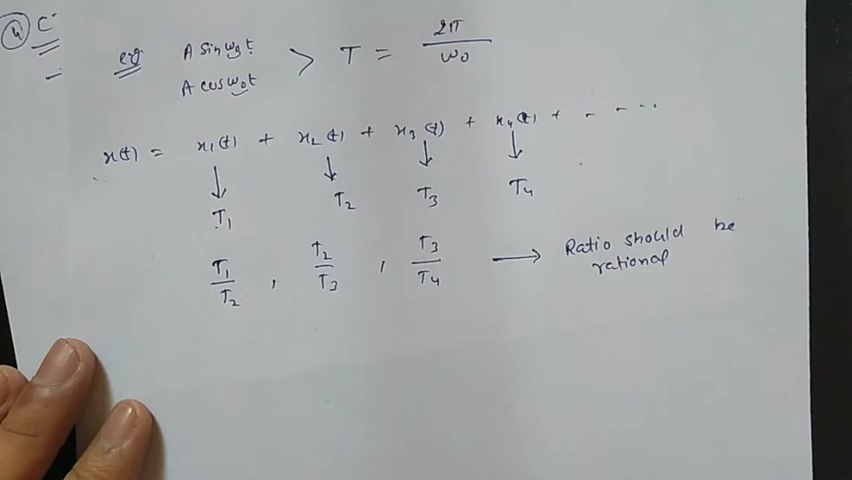 (4) C
eg A sin ω0t > T = 2π/ω0
A cos ω0t
x(t) = x1(t) + x2(t) + x3(t) + x4(t) + - - ...
T1 T2 T3 T4
T1/T2 , T2/T3 , T3/T4 → Ratio should be
rational